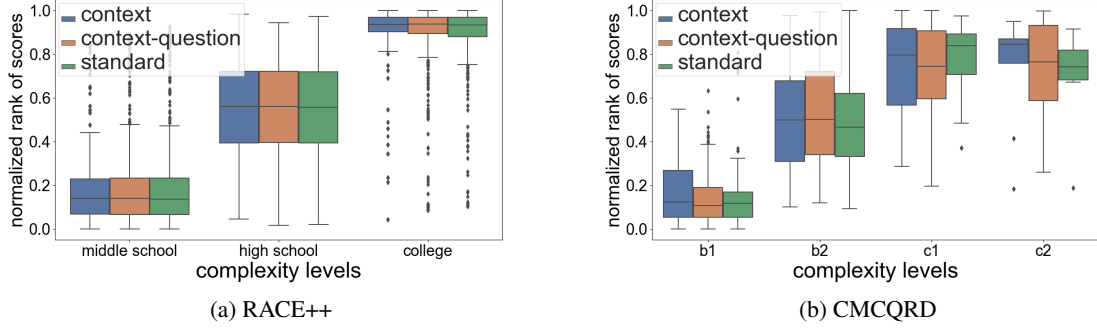 normalized rank of scores
1.0
0.8
0.6
0.4
0.2
0.0
context
context-question
standard
middle school high school college
complexity levels
(a) RACE++
normalized rank of scores
1.0
0.8
0.6
0.4
0.2
0.0
context
context-question
standard
b1 b2 c1 c2
complexity levels
(b) CMCQRD